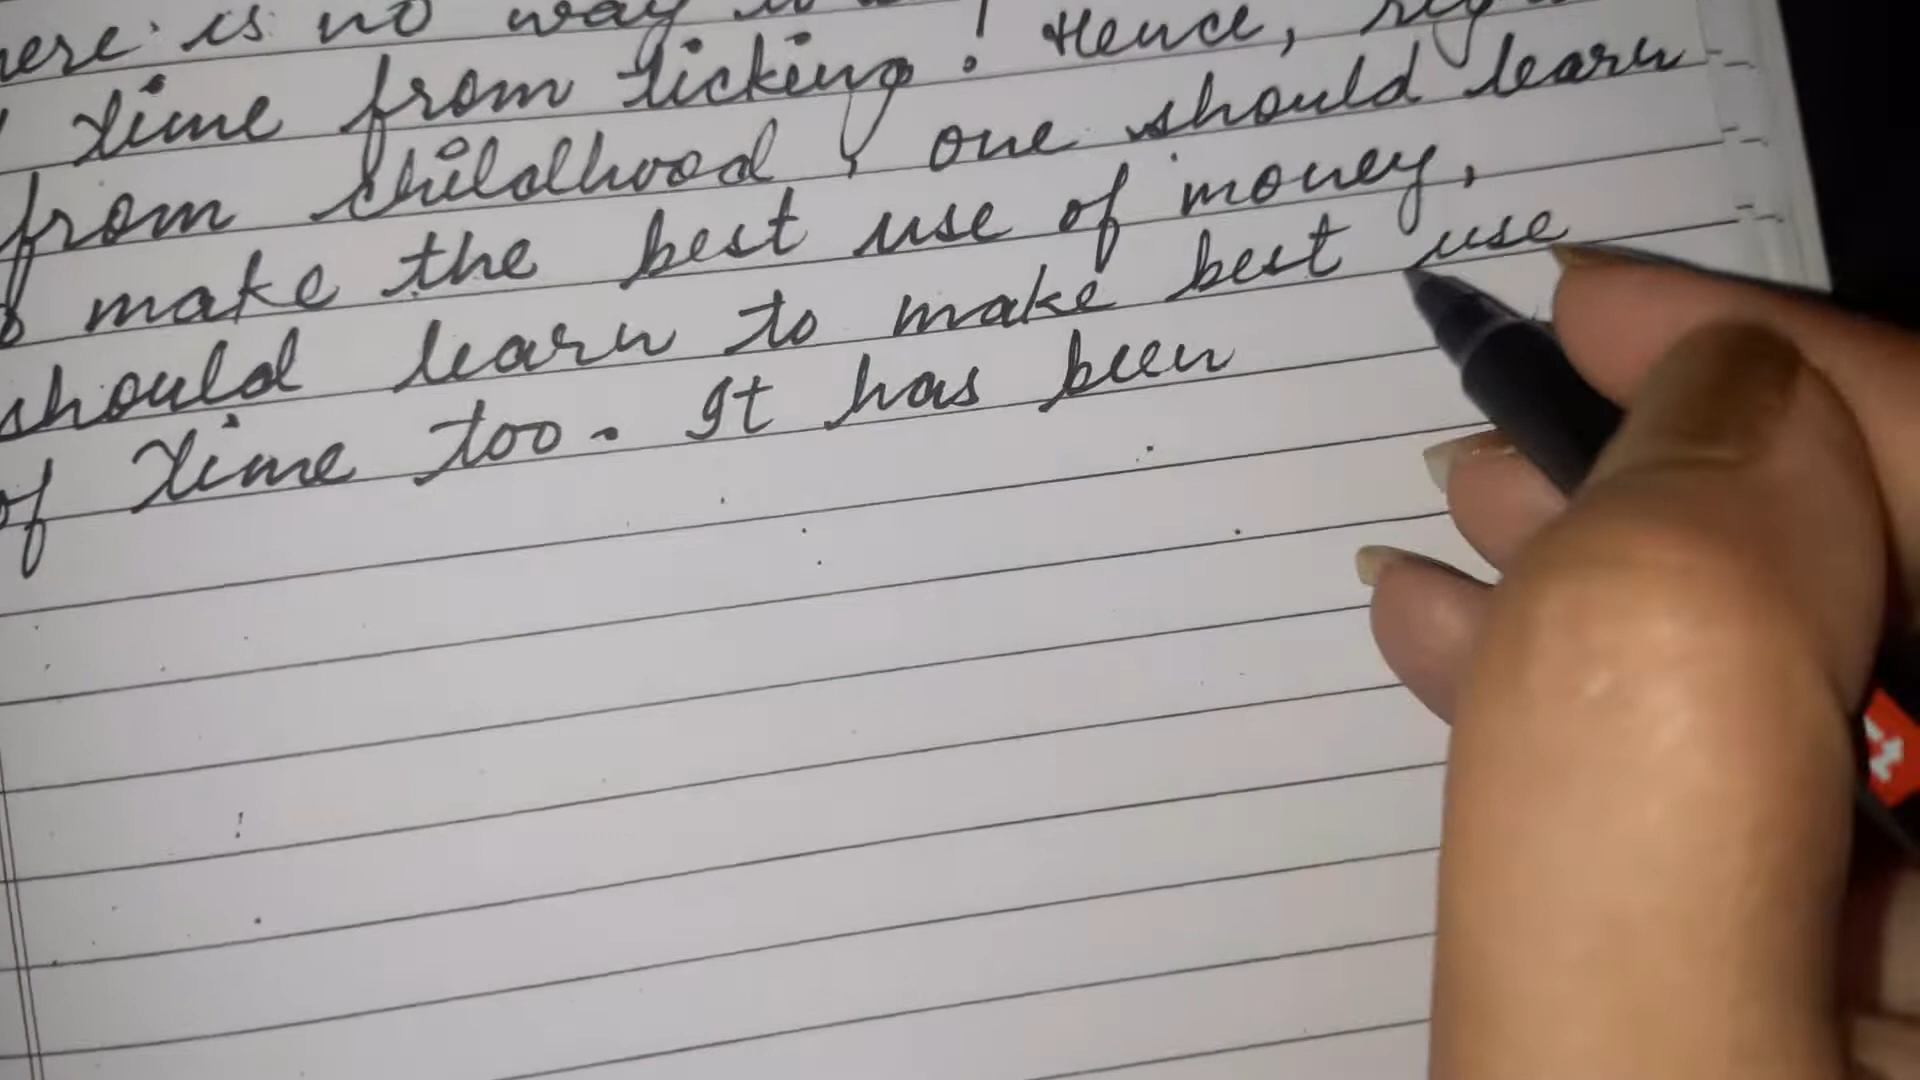 is no way
time from ticking! Hence,
from childhood, one should learn
make the best use of money,
should learn to make best use
of time too. It has been